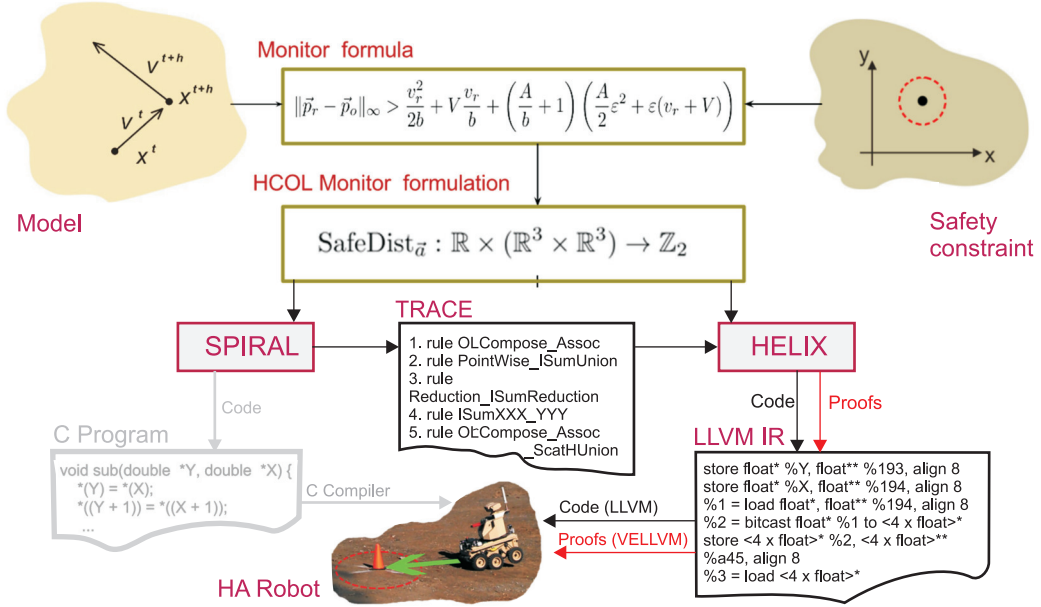 Monitor formula
V^{t+h}
X^{t+h}
V^t
X^t
Model
‖p⃗_r − p⃗_o‖_∞ > v_r^2/2b + V v_r/b + (A/b + 1) (A/2 ε^2 + ε(v_r + V))
y
x
Safety
constraint
HCOL Monitor formulation
SafeDist_{a⃗} : ℝ × (ℝ^3 × ℝ^3) → ℤ_2
SPIRAL
TRACE
1. rule OLCompose_Assoc
2. rule PointWise_ISumUnion
3. rule
Reduction_ISumReduction
4. rule ISumXXX_YYY
5. rule OLCompose_Assoc
_ScatHUnion
HELIX
Code
C Program
void sub(double *Y, double *X) {
*(Y) = *(X);
*((Y + 1)) = *((X + 1));
...
C Compiler
Code
Proofs
LLVM IR
store float* %Y, float** %193, align 8
store float* %X, float** %194, align 8
%1 = load float*, float** %194, align 8
%2 = bitcast float* %1 to <4 x float>*
store <4 x float>* %2, <4 x float>**
%a45, align 8
%3 = load <4 x float>*
Code (LLVM)
Proofs (VELLVM)
HA Robot